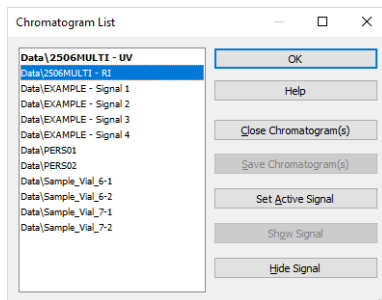 Chromatogram List
Data\2506MULTI - UV
Data\2506MULTI - RI
Data\EXAMPLE - Signal 1
Data\EXAMPLE - Signal 2
Data\EXAMPLE - Signal 3
Data\EXAMPLE - Signal 4
Data\PERS01
Data\PERS02
Data\Sample_Vial_6-1
Data\Sample_Vial_6-2
Data\Sample_Vial_7-1
Data\Sample_Vial_7-2
OK
Help
Close Chromatogram(s)
Save Chromatogram(s)
Set Active Signal
Show Signal
Hide Signal